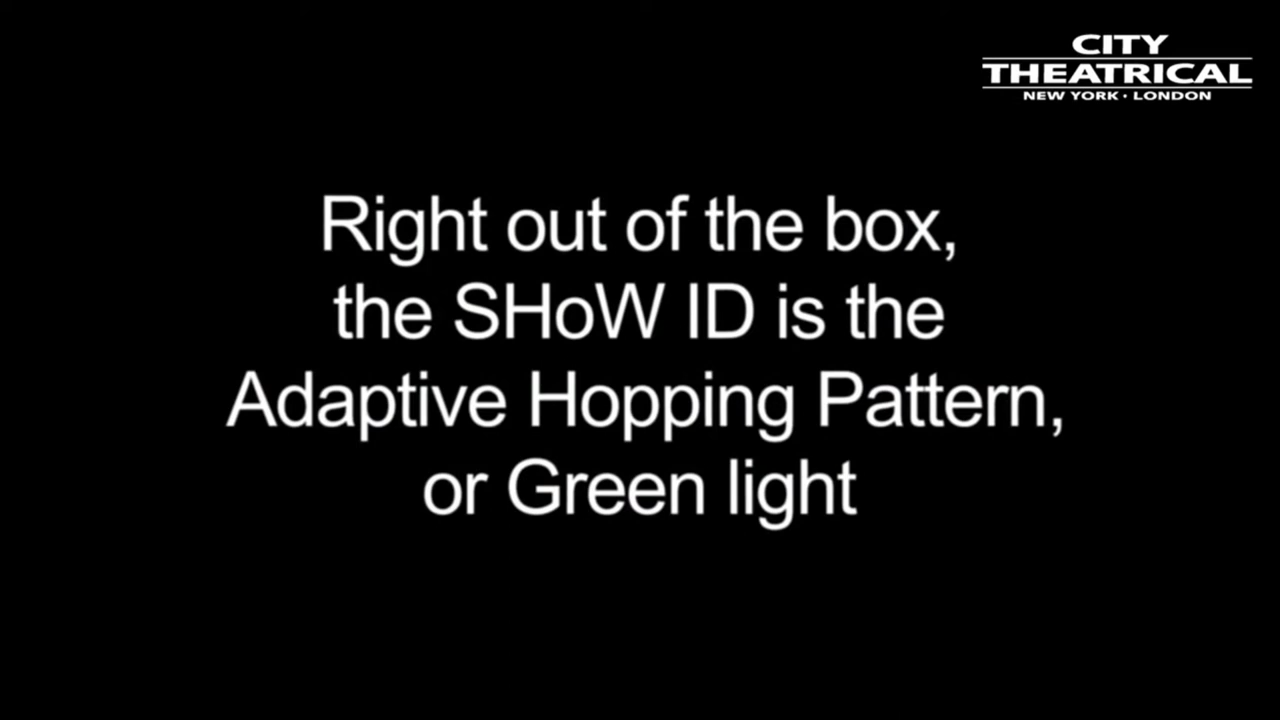 CITY
THEATRICAL
NEW YORK · LONDON
Right out of the box,
the SHoW ID is the
Adaptive Hopping Pattern,
or Green light